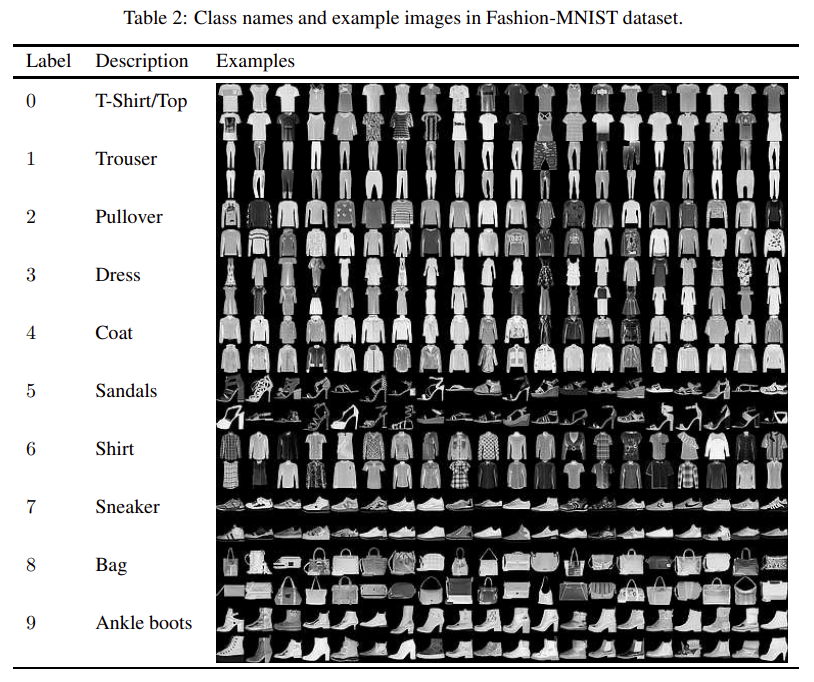 Table 2: Class names and example images in Fashion-MNIST dataset.
Label Description Examples
0 T-Shirt/Top
1 Trouser
2 Pullover
3 Dress
4 Coat
5 Sandals
6 Shirt
7 Sneaker
8 Bag
9 Ankle boots